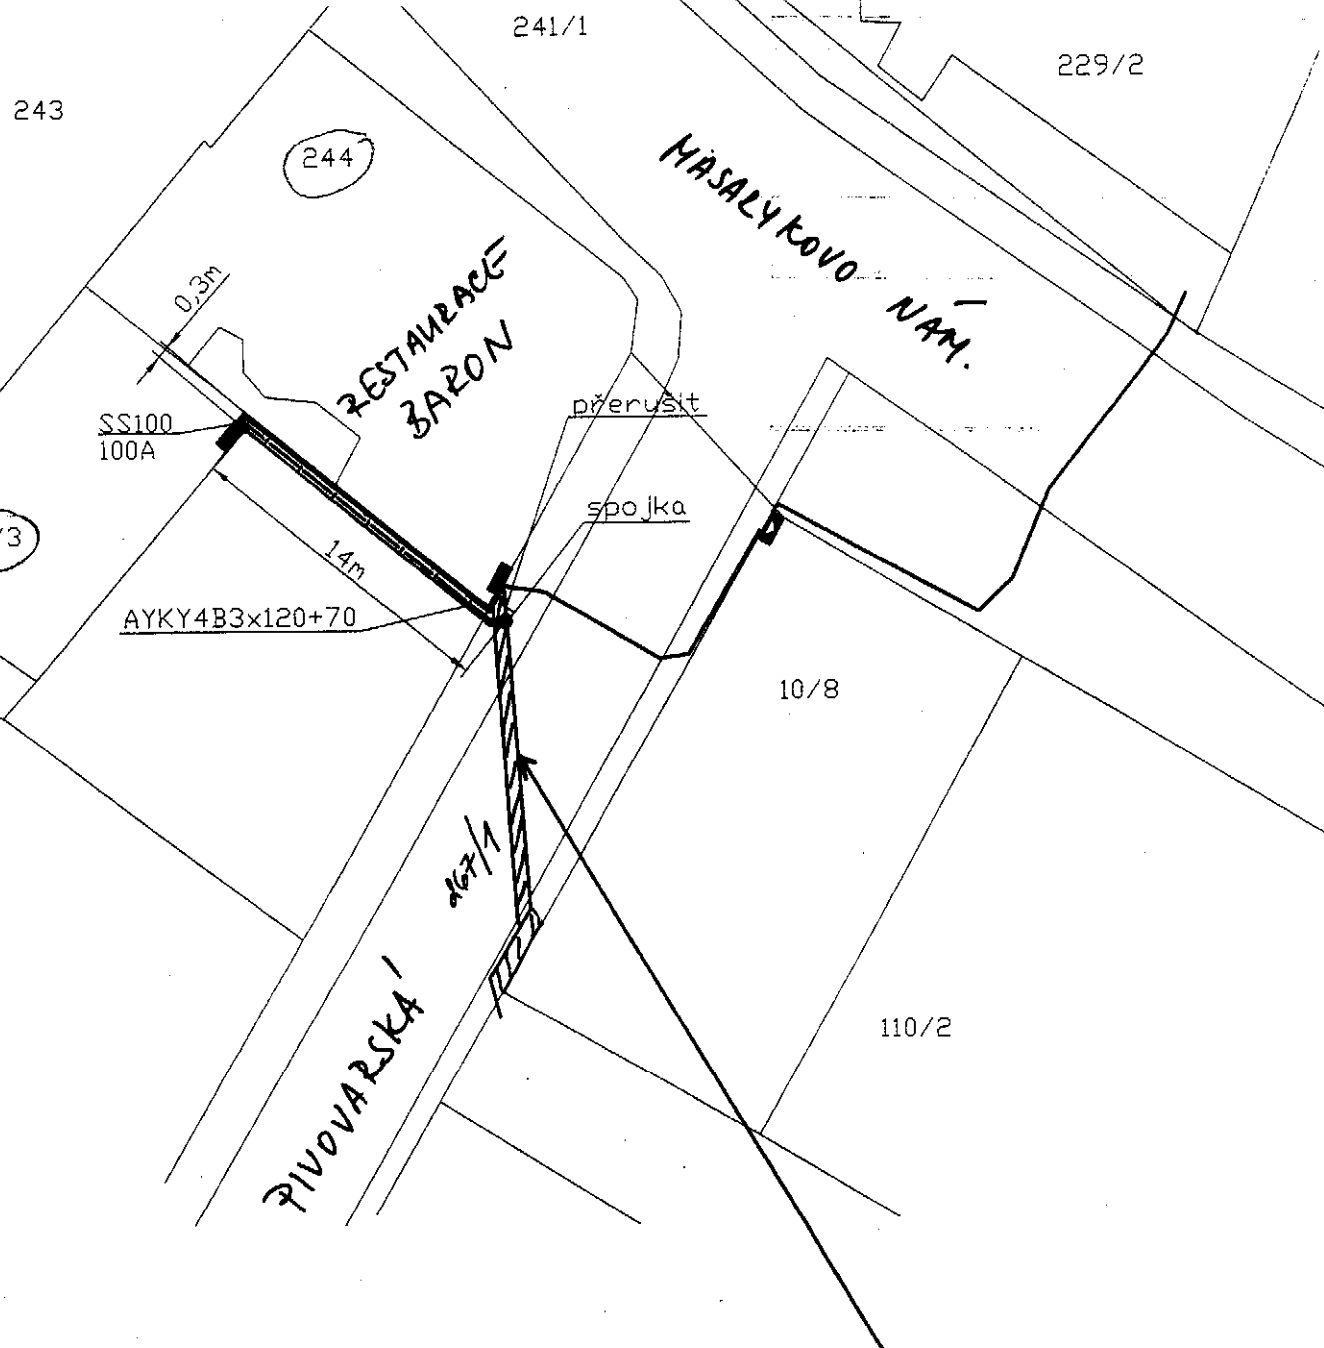 241/1
229/2
243
244
MASARYKOVO NÁM.
0,3m
RESTAURACE
BARON
SS100
100A
přerušit
spojka
14m
AYKY4B3x120+70
10/8
267/1
110/2
PIVOVARSKÁ